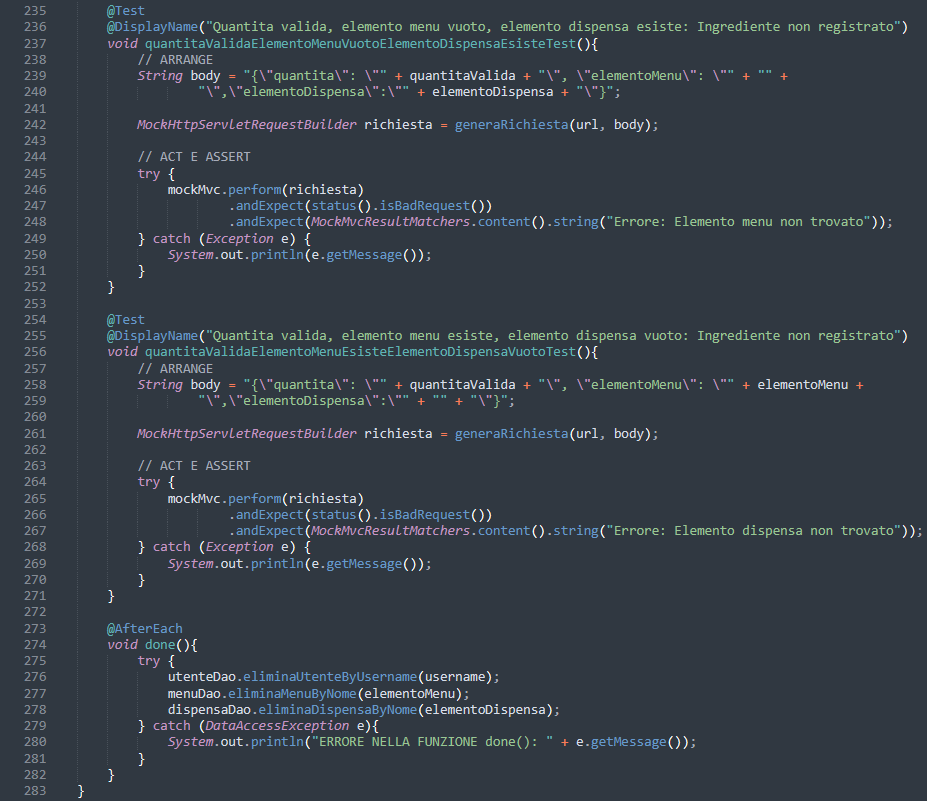 235 @Test
236 @DisplayName("Quantita valida, elemento menu vuoto, elemento dispensa esiste: Ingrediente non registrato")
237 void quantitaValidaElementoMenuVuotoElementoDispensaEsisteTest(){
238 // ARRANGE
239 String body = "{\"quantita\": \"" + quantitaValida + "\", \"elementoMenu\": \"" + "" +
240 "\",\"elementoDispensa\":\"" + elementoDispensa + "\"}";
241
242 MockHttpServletRequestBuilder richiesta = generaRichiesta(url, body);
243
244 // ACT E ASSERT
245 try {
246 mockMvc.perform(richiesta)
247 .andExpect(status().isBadRequest())
248 .andExpect(MockMvcResultMatchers.content().string("Errore: Elemento menu non trovato"));
249 } catch (Exception e) {
250 System.out.println(e.getMessage());
251 }
252 }
253
254 @Test
255 @DisplayName("Quantita valida, elemento menu esiste, elemento dispensa vuoto: Ingrediente non registrato")
256 void quantitaValidaElementoMenuEsisteElementoDispensaVuotoTest(){
257 // ARRANGE
258 String body = "{\"quantita\": \"" + quantitaValida + "\", \"elementoMenu\": \"" + elementoMenu +
259 "\",\"elementoDispensa\":\"" + "" + "\"}";
260
261 MockHttpServletRequestBuilder richiesta = generaRichiesta(url, body);
262
263 // ACT E ASSERT
264 try {
265 mockMvc.perform(richiesta)
266 .andExpect(status().isBadRequest())
267 .andExpect(MockMvcResultMatchers.content().string("Errore: Elemento dispensa non trovato"));
268 } catch (Exception e) {
269 System.out.println(e.getMessage());
270 }
271 }
272
273 @AfterEach
274 void done(){
275 try {
276 utenteDao.eliminaUtenteByUsername(username);
277 menuDao.eliminaMenuByNome(elementoMenu);
278 dispensaDao.eliminaDispensaByNome(elementoDispensa);
279 } catch (DataAccessException e){
280 System.out.println("ERRORE NELLA FUNZIONE done(): " + e.getMessage());
281 }
282 }
283 }